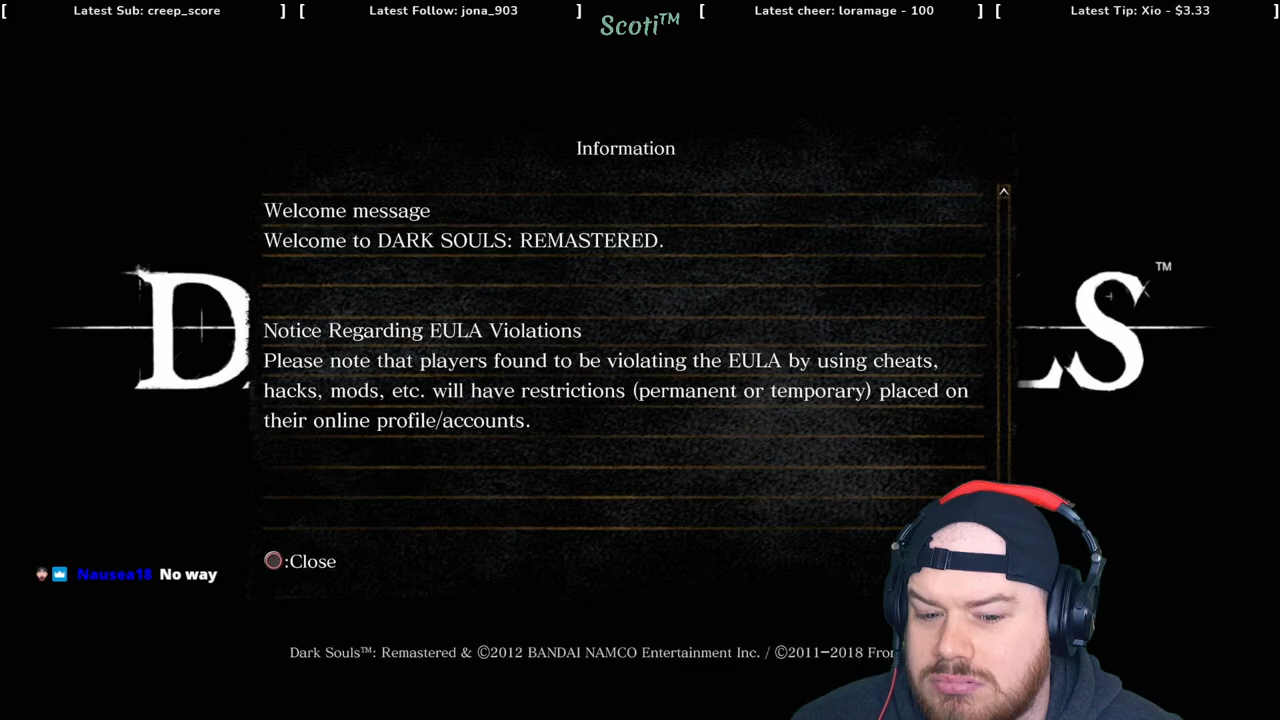 [ Latest Sub: creep_score ] [ Latest Follow: jona_903 ] Scoti™ [ Latest cheer: loramage - 100 ] [ Latest Tip: Xio - $3.33 ]
Information
Welcome message
Welcome to DARK SOULS: REMASTERED.
D S™
Notice Regarding EULA Violations
Please note that players found to be violating the EULA by using cheats,
hacks, mods, etc. will have restrictions (permanent or temporary) placed on
their online profile/accounts.
:Close
Nausea18 No way
Dark Souls™: Remastered & ©2012 BANDAI NAMCO Entertainment Inc. / ©2011-2018 Fro